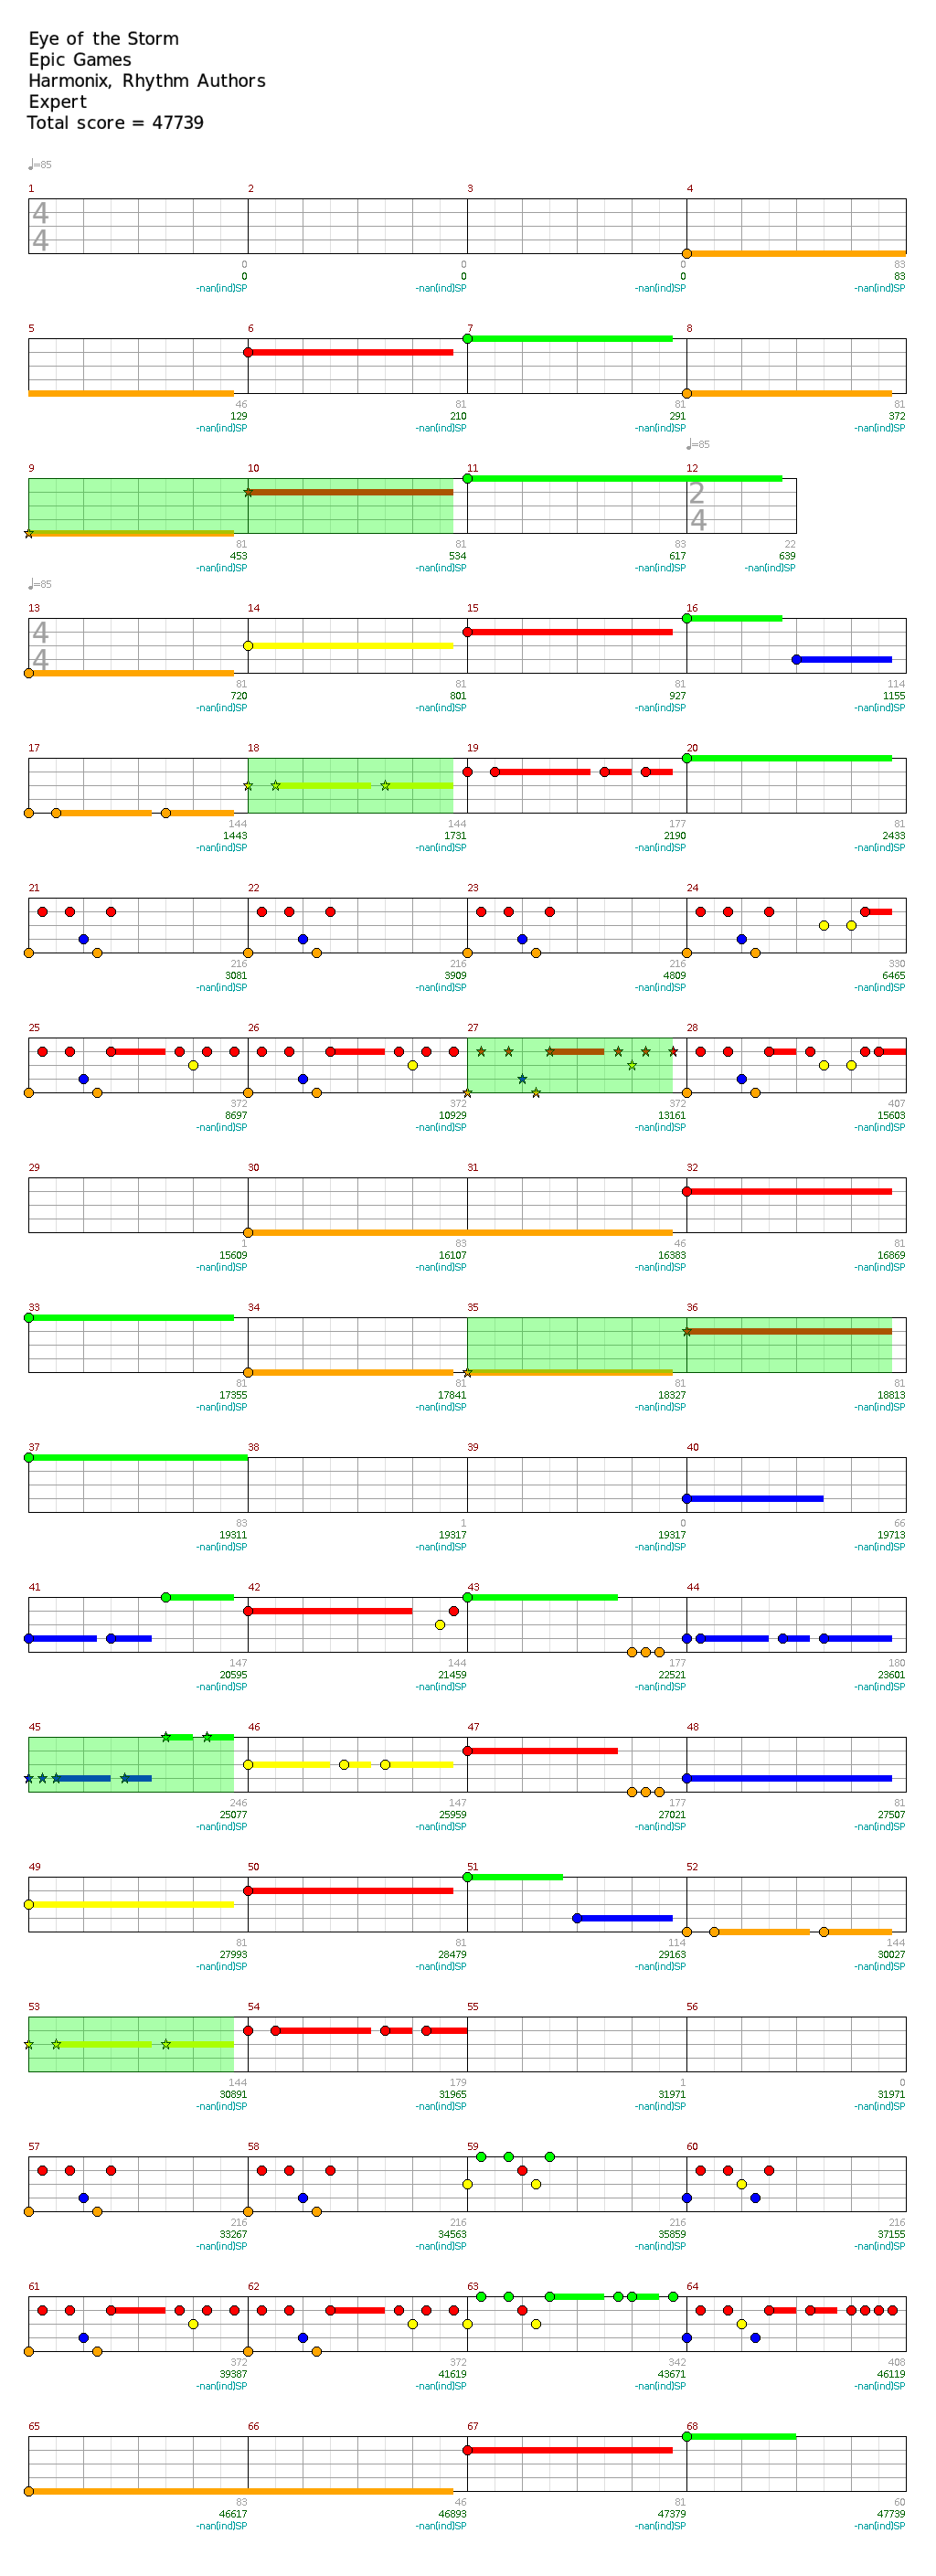 Eye of the Storm
Epic Games
Harmonix, Rhythm Authors
Expert
Total score = 47739
♩=85
1 2 3 4
4
4
0 0 0 83
0 0 0 83
-nan(ind)SP -nan(ind)SP -nan(ind)SP -nan(ind)SP
5 6 7 8
46 81 81 81
129 210 291 372
-nan(ind)SP -nan(ind)SP -nan(ind)SP -nan(ind)SP
♩=85
9 10 11 12
2
4
81 81 83 22
453 534 617 639
-nan(ind)SP -nan(ind)SP -nan(ind)SP -nan(ind)SP
♩=85
13 14 15 16
4
4
81 81 81 114
720 801 927 1155
-nan(ind)SP -nan(ind)SP -nan(ind)SP -nan(ind)SP
17 18 19 20
144 144 177 81
1443 1731 2190 2433
-nan(ind)SP -nan(ind)SP -nan(ind)SP -nan(ind)SP
21 22 23 24
216 216 216 330
3081 3909 4809 6465
-nan(ind)SP -nan(ind)SP -nan(ind)SP -nan(ind)SP
25 26 27 28
372 372 372 407
8697 10929 13161 15603
-nan(ind)SP -nan(ind)SP -nan(ind)SP -nan(ind)SP
29 30 31 32
1 83 46 81
15609 16107 16383 16869
-nan(ind)SP -nan(ind)SP -nan(ind)SP -nan(ind)SP
33 34 35 36
81 81 81 81
17355 17841 18327 18813
-nan(ind)SP -nan(ind)SP -nan(ind)SP -nan(ind)SP
37 38 39 40
83 1 0 66
19311 19317 19317 19713
-nan(ind)SP -nan(ind)SP -nan(ind)SP -nan(ind)SP
41 42 43 44
147 144 177 180
20595 21459 22521 23601
-nan(ind)SP -nan(ind)SP -nan(ind)SP -nan(ind)SP
45 46 47 48
246 147 177 81
25077 25959 27021 27507
-nan(ind)SP -nan(ind)SP -nan(ind)SP -nan(ind)SP
49 50 51 52
81 81 114 144
27993 28479 29163 30027
-nan(ind)SP -nan(ind)SP -nan(ind)SP -nan(ind)SP
53 54 55 56
144 179 1 0
30891 31965 31971 31971
-nan(ind)SP -nan(ind)SP -nan(ind)SP -nan(ind)SP
57 58 59 60
216 216 216 216
33267 34563 35859 37155
-nan(ind)SP -nan(ind)SP -nan(ind)SP -nan(ind)SP
61 62 63 64
372 372 342 408
39387 41619 43671 46119
-nan(ind)SP -nan(ind)SP -nan(ind)SP -nan(ind)SP
65 66 67 68
83 46 81 60
46617 46893 47379 47739
-nan(ind)SP -nan(ind)SP -nan(ind)SP -nan(ind)SP